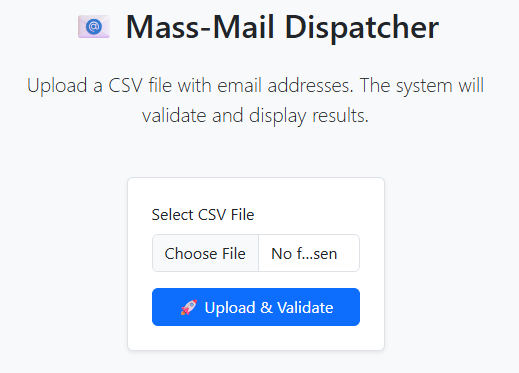 Mass-Mail Dispatcher
Upload a CSV file with email addresses. The system will
validate and display results.
Select CSV File
Choose File No f...sen
🚀 Upload & Validate